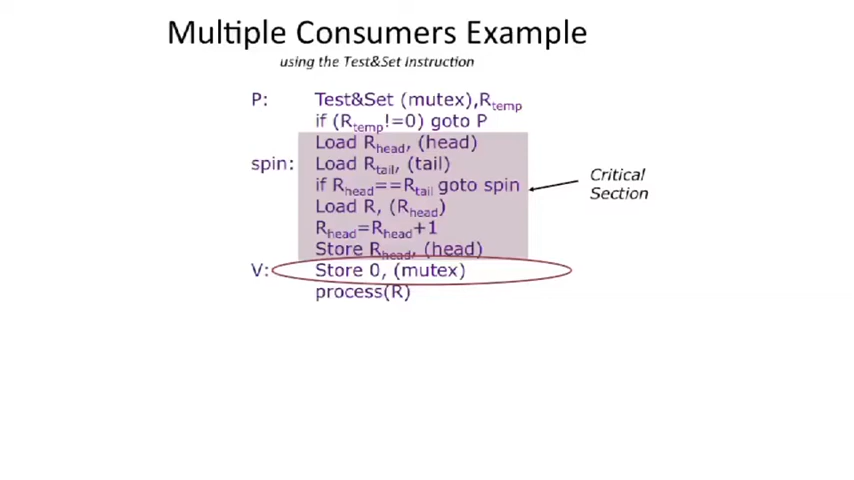 Multiple Consumers Example
using the Test&Set Instruction
P: Test&Set (mutex),Rtemp
if (Rtemp!=0) goto P
Load Rhead, (head)
spin: Load Rtail, (tail)
if Rhead==Rtail goto spin
Load R, (Rhead)
Rhead=Rhead+1
Store Rhead, (head)
V: Store 0, (mutex)
process(R)
Critical
Section